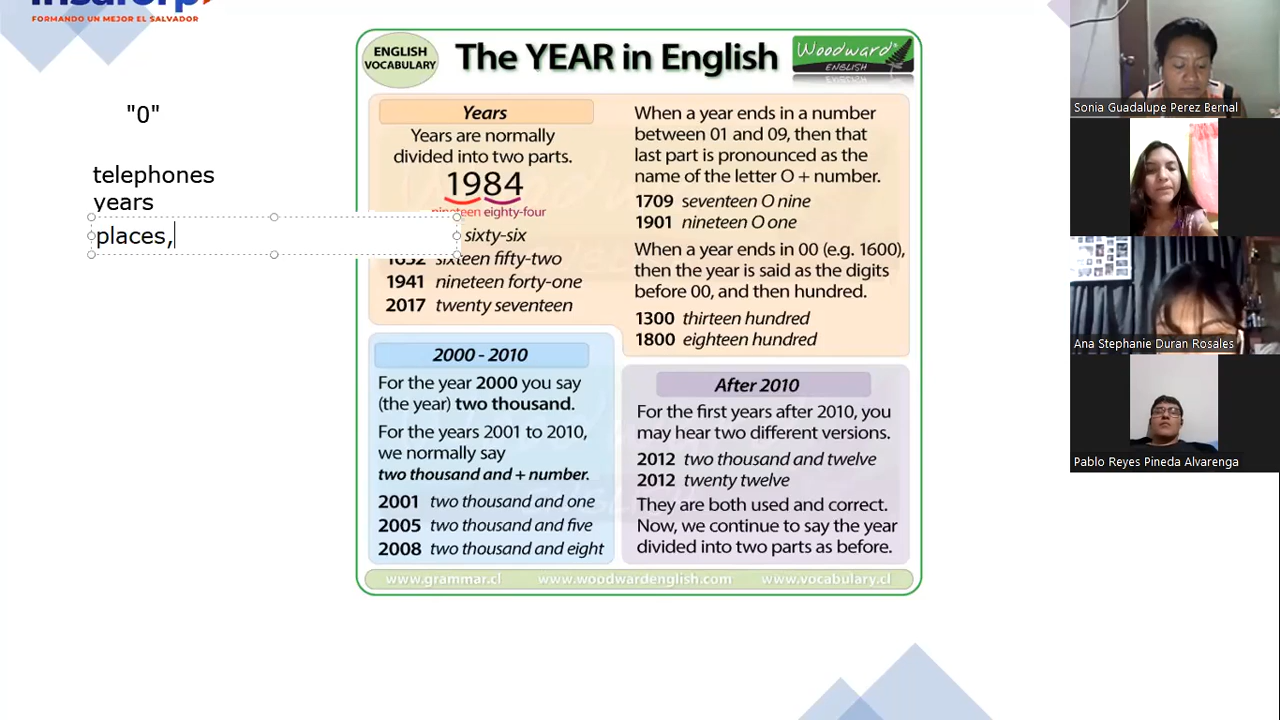 FORMANDO UN MEJOR EL SALVADOR
"0"
telephones
years
places,
ENGLISH
VOCABULARY
The YEAR in English
Woodward
ENGLISH
Years
Years are normally
divided into two parts.
1984
nineteen eighty-four
sixty-six
1652 sixteen fifty-two
1941 nineteen forty-one
2017 twenty seventeen
When a year ends in a number
between 01 and 09, then that
last part is pronounced as the
name of the letter O + number.
1709 seventeen O nine
1901 nineteen O one
When a year ends in 00 (e.g. 1600),
then the year is said as the digits
before 00, and then hundred.
1300 thirteen hundred
1800 eighteen hundred
2000 - 2010
For the year 2000 you say
(the year) two thousand.
For the years 2001 to 2010,
we normally say
two thousand and + number.
2001 two thousand and one
2005 two thousand and five
2008 two thousand and eight
After 2010
For the first years after 2010, you
may hear two different versions.
2012 two thousand and twelve
2012 twenty twelve
They are both used and correct.
Now, we continue to say the year
divided into two parts as before.
www.grammar.cl www.woodwardenglish.com www.vocabulary.cl
Sonia Guadalupe Perez Bernal
Ana Stephanie Duran Rosales
Pablo Reyes Pineda Alvarenga